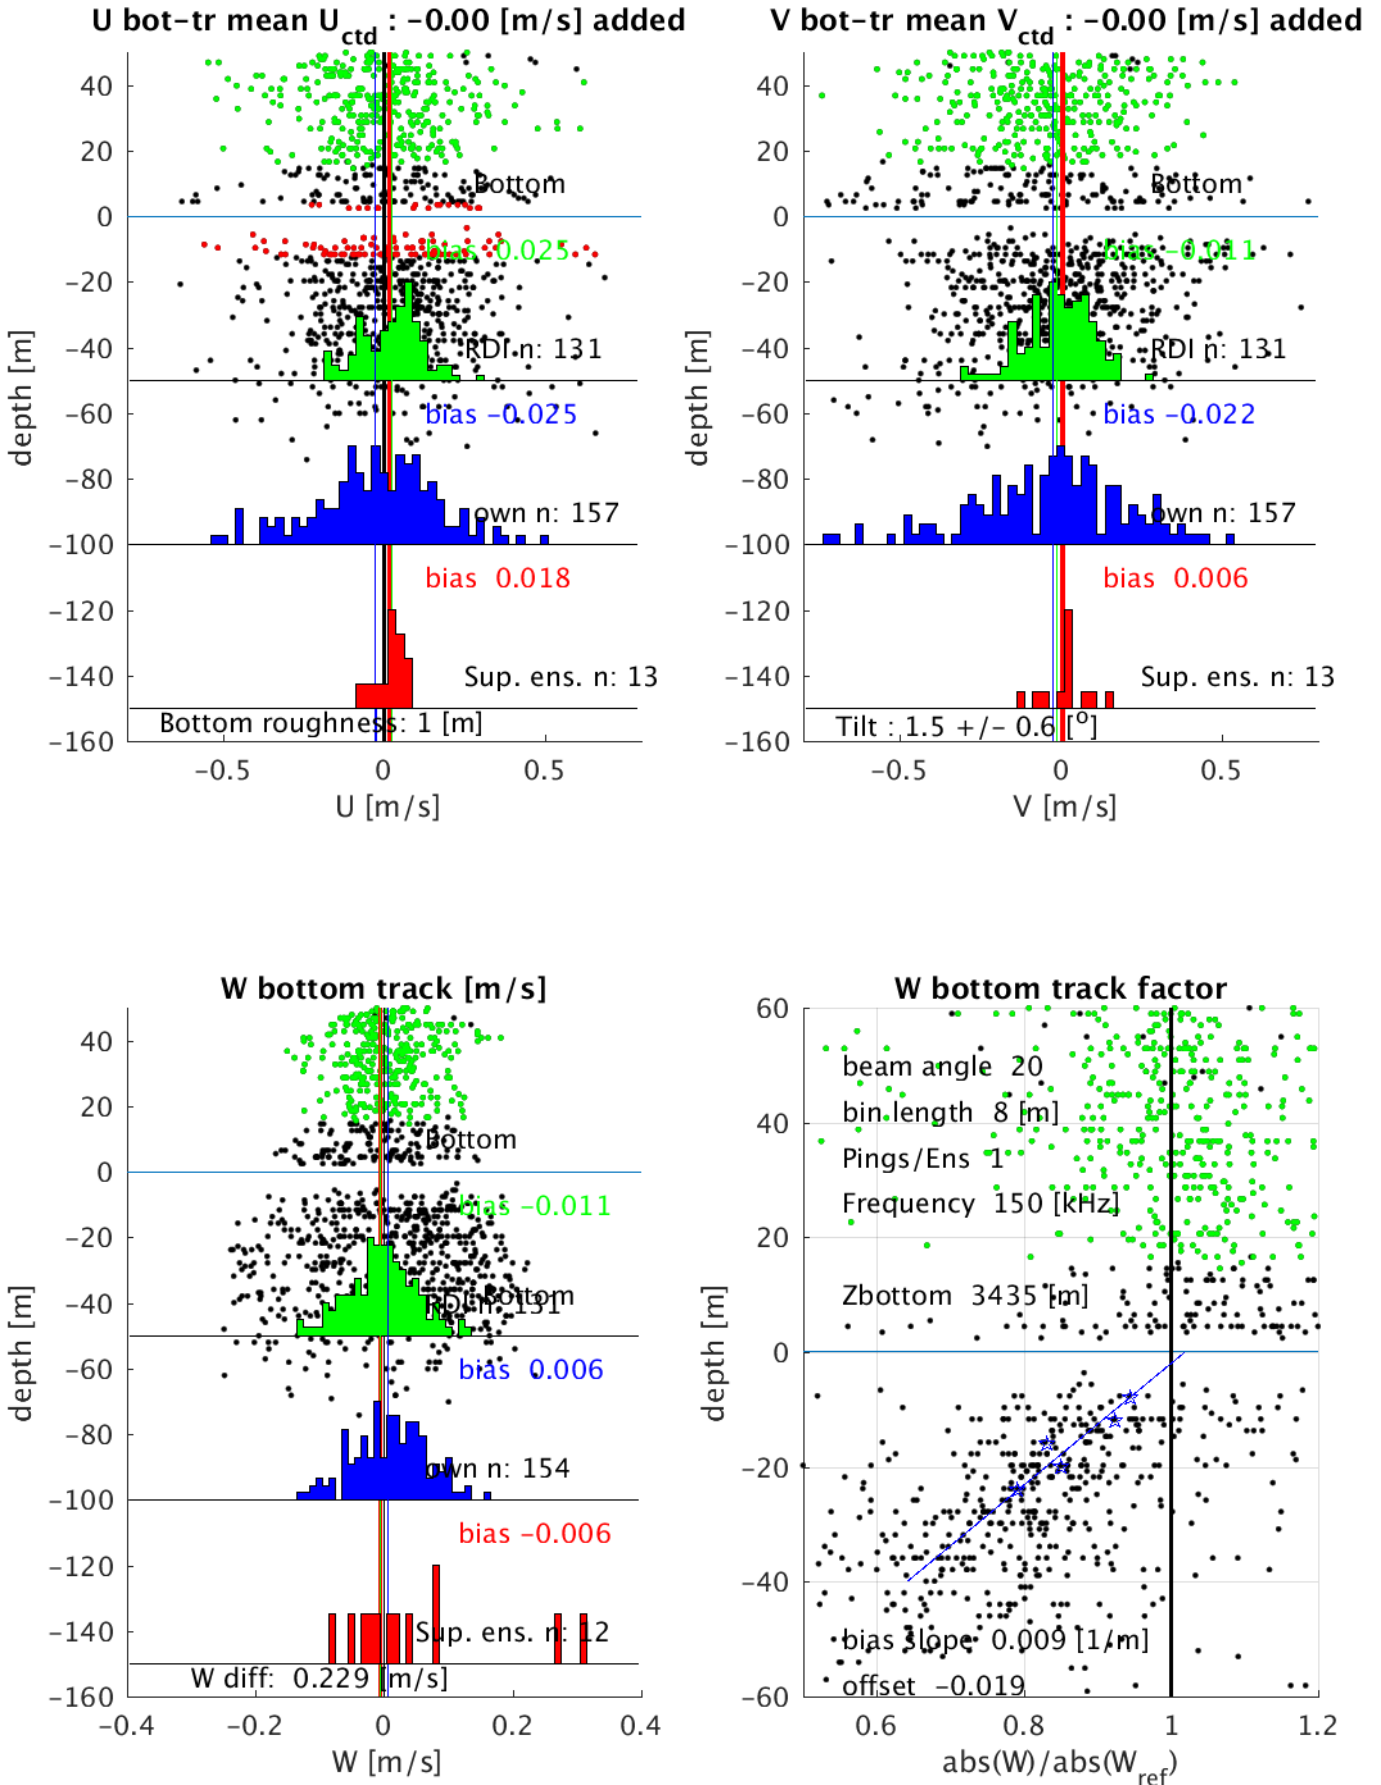 U bot-tr mean U_ctd : -0.00 [m/s] added
40
20
0
-20
-40
-60
-80
-100
-120
-140
-160
depth [m]
Bottom
bias 0.025
RDI n: 131
bias -0.025
own n: 157
bias 0.018
Sup. ens. n: 13
Bottom roughness: 1 [m]
-0.5
0
0.5
U [m/s]
V bot-tr mean V_ctd : -0.00 [m/s] added
40
20
0
-20
-40
-60
-80
-100
-120
-140
-160
depth [m]
Bottom
bias -0.011
RDI n: 131
bias -0.022
own n: 157
bias 0.006
Sup. ens. n: 13
Tilt : 1.5 +/- 0.6 [o]
-0.5
0
0.5
V [m/s]
W bottom track [m/s]
40
20
0
-20
-40
-60
-80
-100
-120
-140
-160
depth [m]
Bottom
bias -0.011
Bottom
RDI n: 131
bias 0.006
own n: 154
bias -0.006
Sup. ens. n: 12
W diff: 0.229 [m/s]
-0.4
-0.2
0
0.2
0.4
W [m/s]
W bottom track factor
60
40
20
0
-20
-40
-60
depth [m]
beam angle 20
bin length 8 [m]
Pings/Ens 1
Frequency 150 [kHz]
Zbottom 3435 [m]
bias slope 0.009 [1/m]
offset -0.019
0.6
0.8
1
1.2
abs(W)/abs(W_ref)